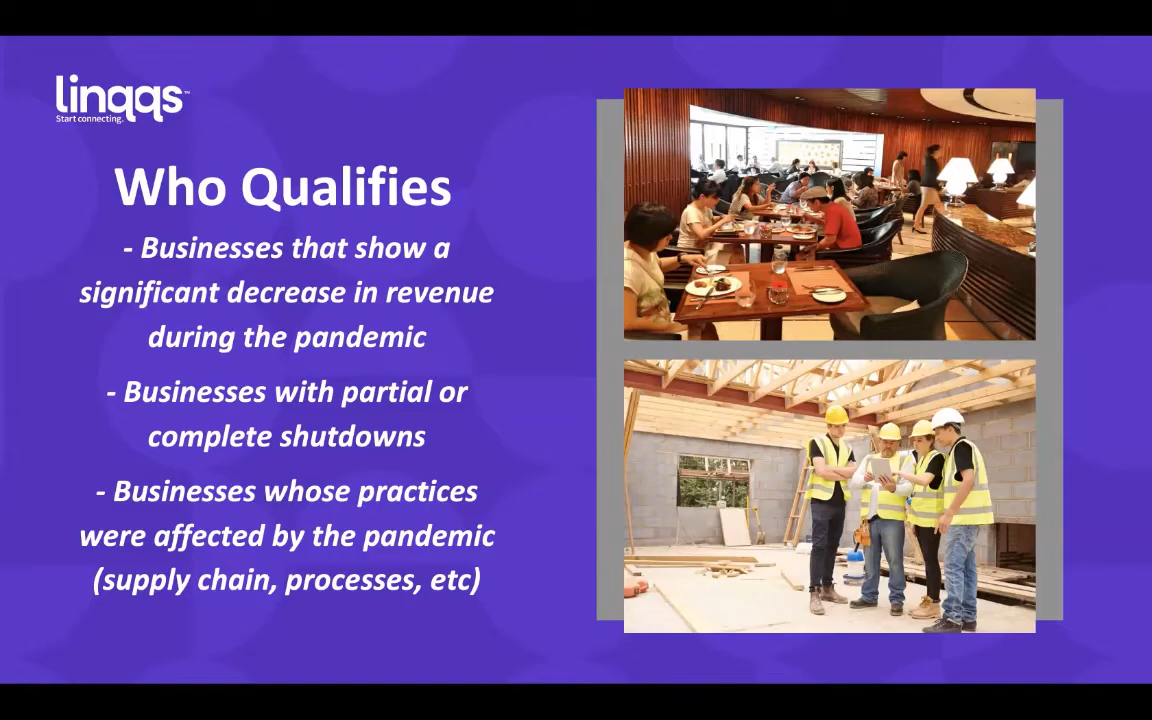 linqqs™
Start connecting.
Who Qualifies
- Businesses that show a
significant decrease in revenue
during the pandemic
- Businesses with partial or
complete shutdowns
- Businesses whose practices
were affected by the pandemic
(supply chain, processes, etc)